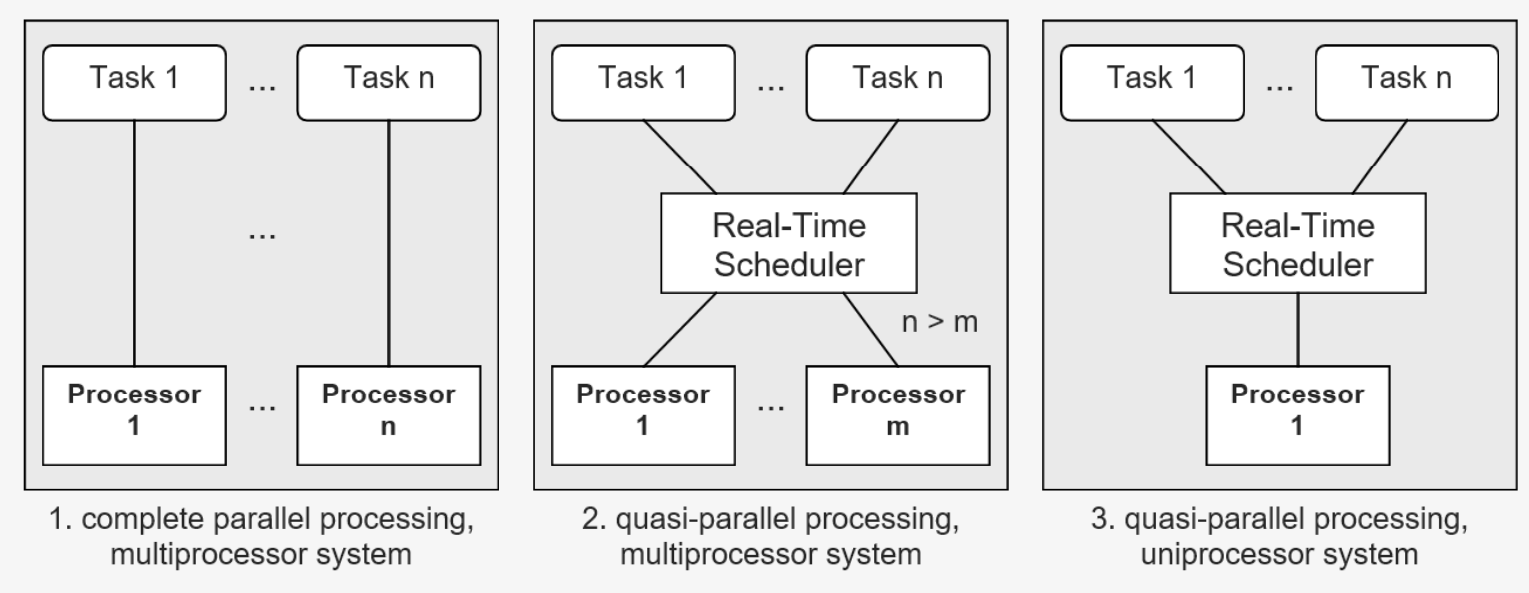 Task 1 ... Task n
...
Processor 1 ... Processor n
1. complete parallel processing,
multiprocessor system
Task 1 ... Task n
Real-Time
Scheduler
n > m
Processor 1 ... Processor m
2. quasi-parallel processing,
multiprocessor system
Task 1 ... Task n
Real-Time
Scheduler
Processor
1
3. quasi-parallel processing,
uniprocessor system